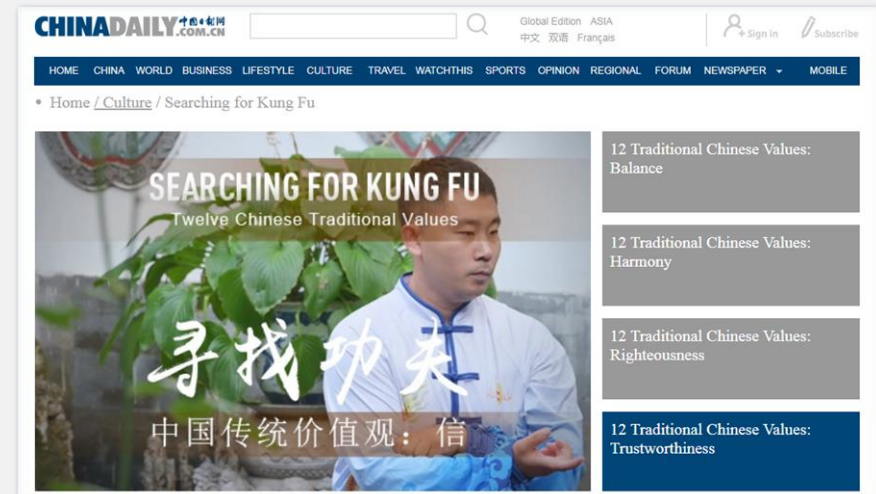 CHINADAILY 中国日报网
.COM.CN
Global Edition ASIA
中文 双语 Français
Sign in
Subscribe
HOME CHINA WORLD BUSINESS LIFESTYLE CULTURE TRAVEL WATCHTHIS SPORTS OPINION REGIONAL FORUM NEWSPAPER MOBILE
• Home / Culture / Searching for Kung Fu
SEARCHING FOR KUNG FU
Twelve Chinese Traditional Values
寻找功夫
中国传统价值观：信
12 Traditional Chinese Values:
Balance
12 Traditional Chinese Values:
Harmony
12 Traditional Chinese Values:
Righteousness
12 Traditional Chinese Values:
Trustworthiness